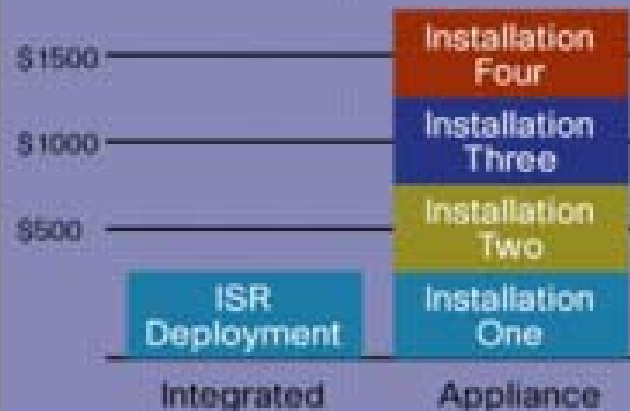 $1500
$1000
$500
Installation
Four
Installation
Three
Installation
Two
Installation
One
ISR
Deployment
Integrated
Appliance